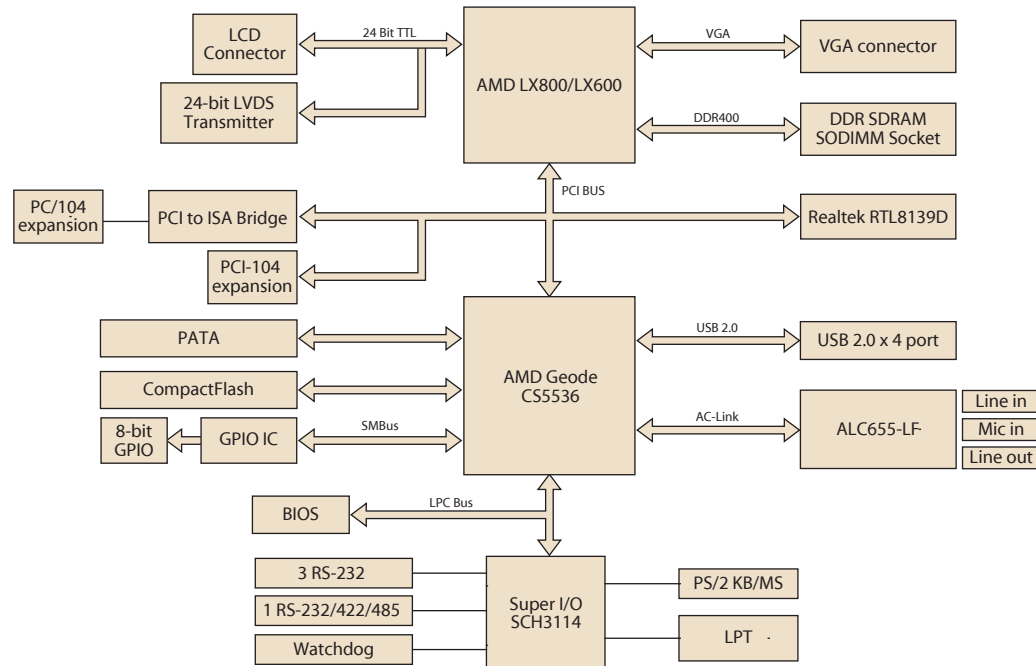 LCD
Connector
24 Bit TTL
AMD LX800/LX600
VGA
VGA connector
24-bit LVDS
Transmitter
DDR400
DDR SDRAM
SODIMM Socket
PCI BUS
PC/104
expansion
PCI to ISA Bridge
Realtek RTL8139D
PCI-104
expansion
PATA
AMD Geode
CS5536
USB 2.0
USB 2.0 x 4 port
CompactFlash
8-bit
GPIO
GPIO IC
SMBus
AC-Link
ALC655-LF-
Line in
Mic in
Line out
BIOS
LPC Bus
3 RS-232
1 RS-232/422/485
Watchdog
Super I/O
SCH3114
PS/2 KB/MS
LPT -